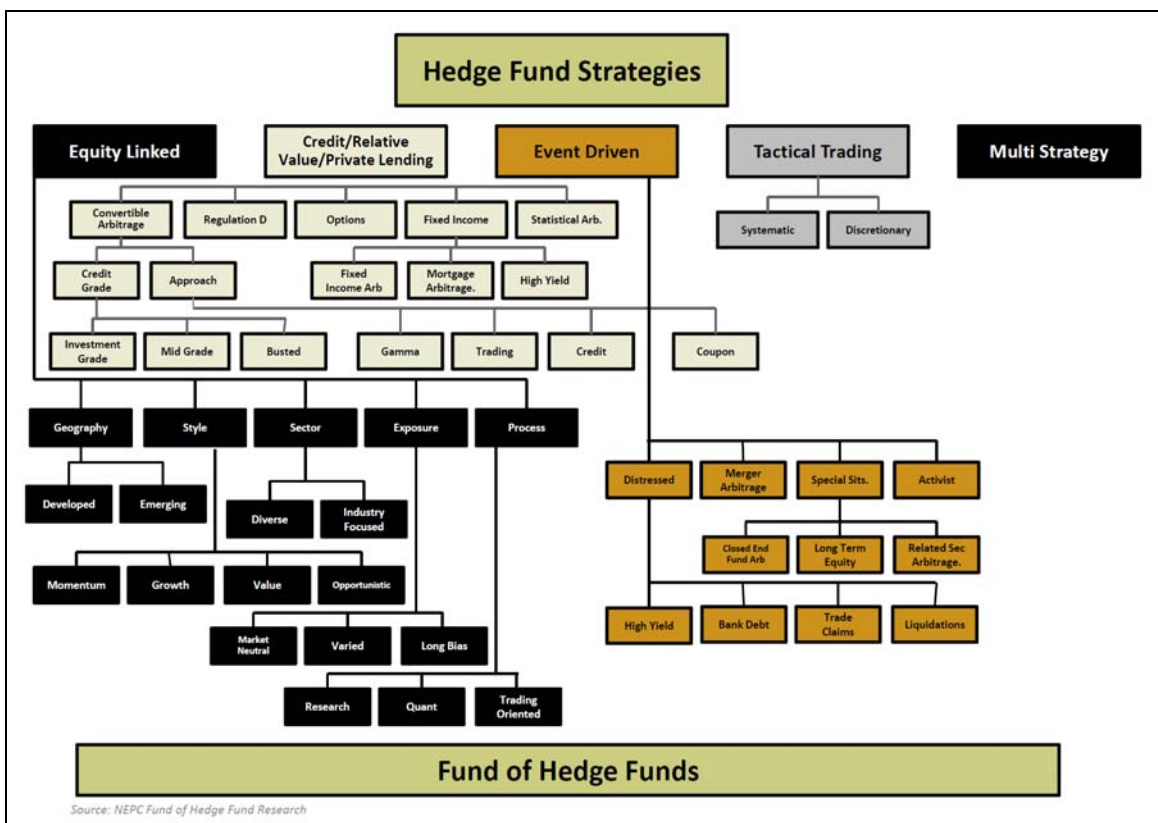 Hedge Fund Strategies
Equity Linked
Credit/Relative
Value/Private Lending
Event Driven
Tactical Trading
Multi Strategy
Convertible
Arbitrage
Regulation D
Options
Fixed Income
Statistical Arb.
Systematic
Discretionary
Credit
Grade
Approach
Fixed
Income Arb
Mortgage
Arbitrage.
High Yield
Investment
Grade
Mid Grade
Busted
Gamma
Trading
Credit
Coupon
Geography
Style
Sector
Exposure
Process
Distressed
Merger
Arbitrage
Special Sits.
Activist
Developed
Emerging
Diverse
Industry
Focused
Closed End
Fund Arb
Long Term
Equity
Related Sec
Arbitrage.
Momentum
Growth
Value
Opportunistic
High Yield
Bank Debt
Trade
Claims
Liquidations
Market
Neutral
Varied
Long Bias
Research
Quant
Trading
Oriented
Fund of Hedge Funds
Source: NEPC Fund of Hedge Fund Research